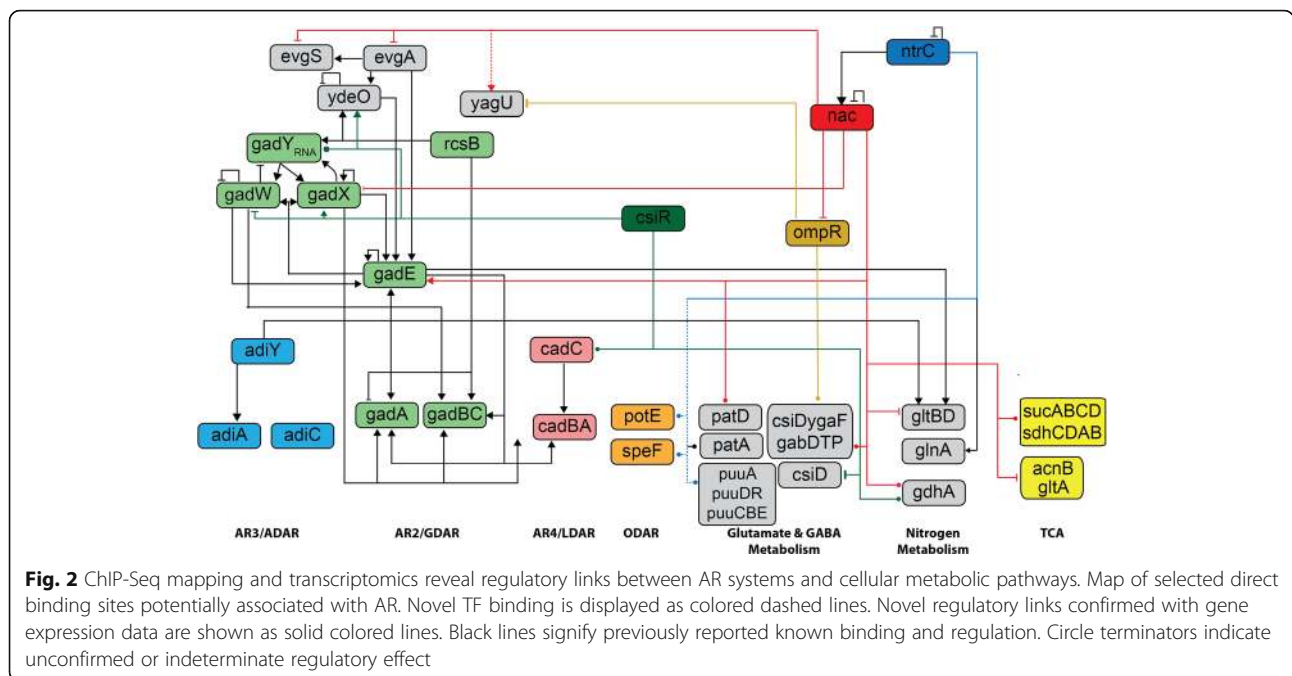 evgS
evgA
ntrC
ydeO
yagU
nac
gadY RNA
rcsB
gadW
gadX
csiR
ompR
gadE
adiY
cadC
gadA
gadBC
potE
patD
csiDygaF
gabDTP
gltBD
sucABCD
sdhCDAB
adiA
adiC
cadBA
speF
patA
glnA
puuA
puuDR
puuCBE
csiD
gdhA
acnB
gltA
AR3/ADAR
AR2/GDAR
AR4/LDAR
ODAR
Glutamate & GABA
Metabolism
Nitrogen
Metabolism
TCA
Fig. 2 ChIP-Seq mapping and transcriptomics reveal regulatory links between AR systems and cellular metabolic pathways. Map of selected direct
binding sites potentially associated with AR. Novel TF binding is displayed as colored dashed lines. Novel regulatory links confirmed with gene
expression data are shown as solid colored lines. Black lines signify previously reported known binding and regulation. Circle terminators indicate
unconfirmed or indeterminate regulatory effect